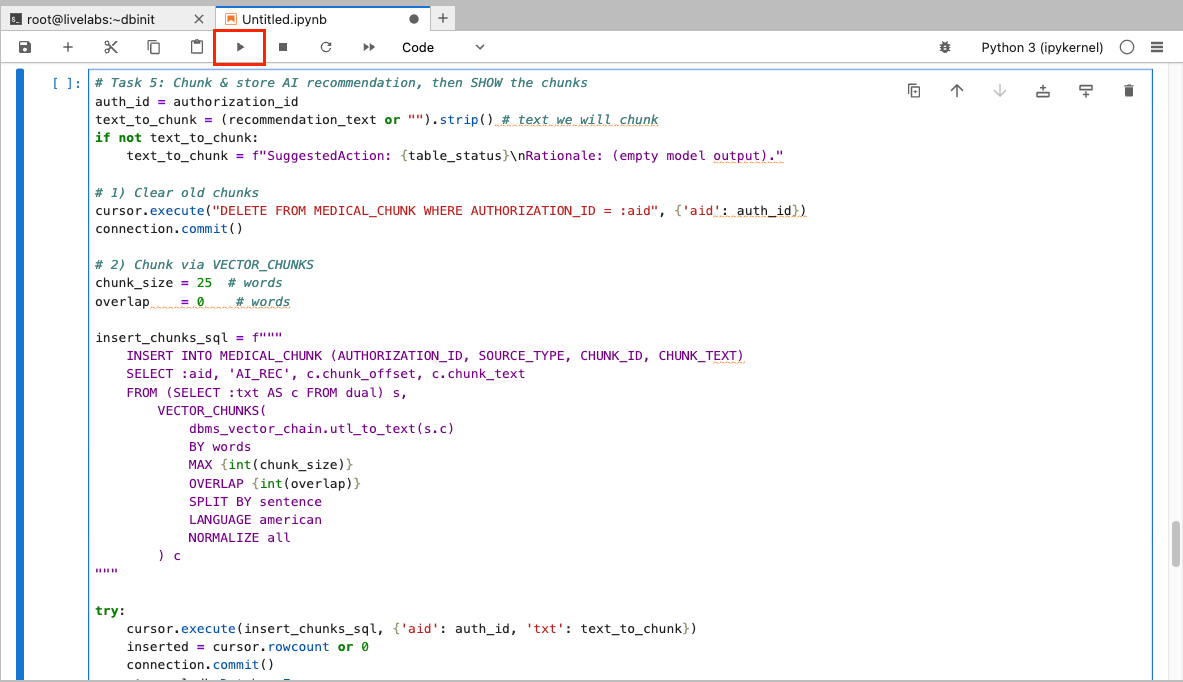 root@livelabs:~dbinit
Untitled.ipynb
Code
Python 3 (ipykernel)
[ ]:
# Task 5: Chunk & store AI recommendation, then SHOW the chunks
auth_id = authorization_id
text_to_chunk = (recommendation_text or "").strip() # text we will chunk
if not text_to_chunk:
    text_to_chunk = f"SuggestedAction: {table_status}\nRationale: (empty model output)."
# 1) Clear old chunks
cursor.execute("DELETE FROM MEDICAL_CHUNK WHERE AUTHORIZATION_ID = :aid", {'aid': auth_id})
connection.commit()
# 2) Chunk via VECTOR_CHUNKS
chunk_size = 25  # words
overlap    = 0    # words
insert_chunks_sql = f"""
    INSERT INTO MEDICAL_CHUNK (AUTHORIZATION_ID, SOURCE_TYPE, CHUNK_ID, CHUNK_TEXT)
    SELECT :aid, 'AI_REC', c.chunk_offset, c.chunk_text
    FROM (SELECT :txt AS c FROM dual) s,
        VECTOR_CHUNKS(
            dbms_vector_chain.utl_to_text(s.c)
            BY words
            MAX {int(chunk_size)}
            OVERLAP {int(overlap)}
            SPLIT BY sentence
            LANGUAGE american
            NORMALIZE all
        ) c
"""
try:
    cursor.execute(insert_chunks_sql, {'aid': auth_id, 'txt': text_to_chunk})
    inserted = cursor.rowcount or 0
    connection.commit()